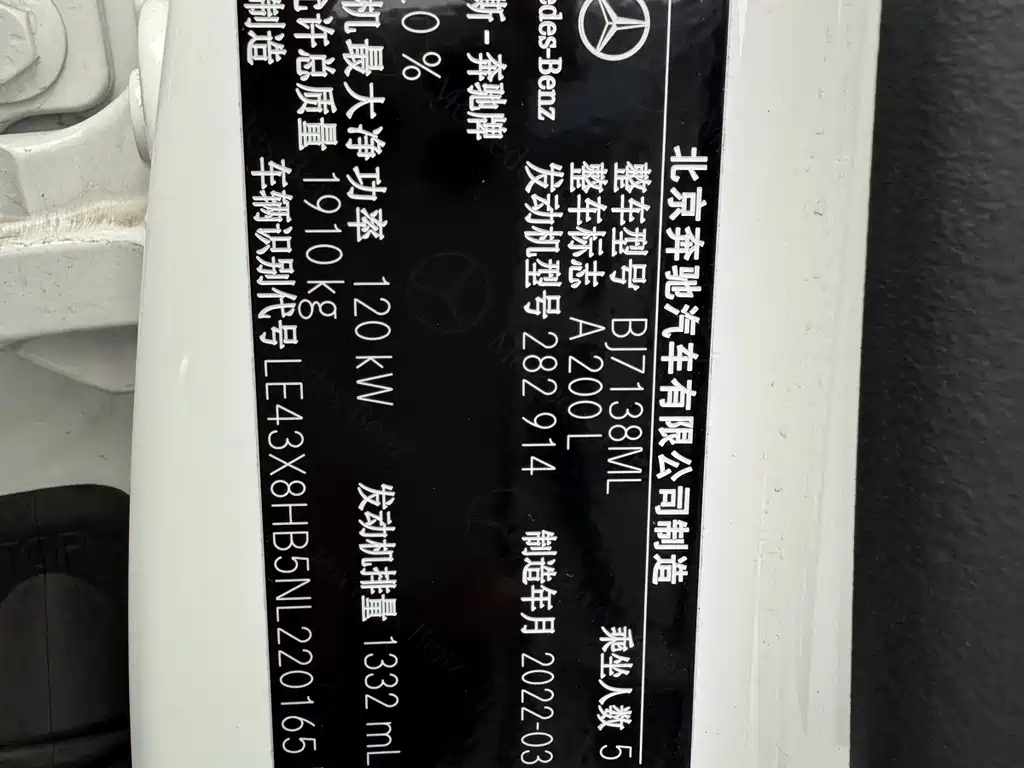 北京奔驰汽车有限公司制造
整车型号 BJ7138ML 乘坐人数 5
整车标志 A 200 L
发动机型号 282 914 制造年月 2022-03
edes-Benz
斯-奔驰牌
0%
机最大净功率 120 kW 发动机排量 1332 mL
许总质量 1910 kg
车辆识别代号 LE43X8HB5NL220165
制造